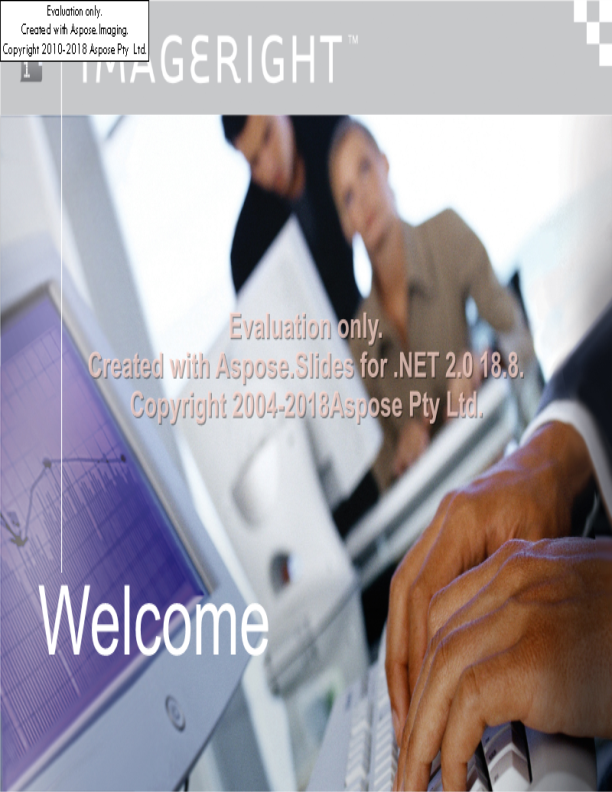 Evaluation only.
Created with Aspose.Imaging.
Copyright 2010-2018 Aspose Pty Ltd.
IMAGERIGHT™
Evaluation only.
Created with Aspose.Slides for .NET 2.0 18.8.
Copyright 2004-2018Aspose Pty Ltd.
Welcome